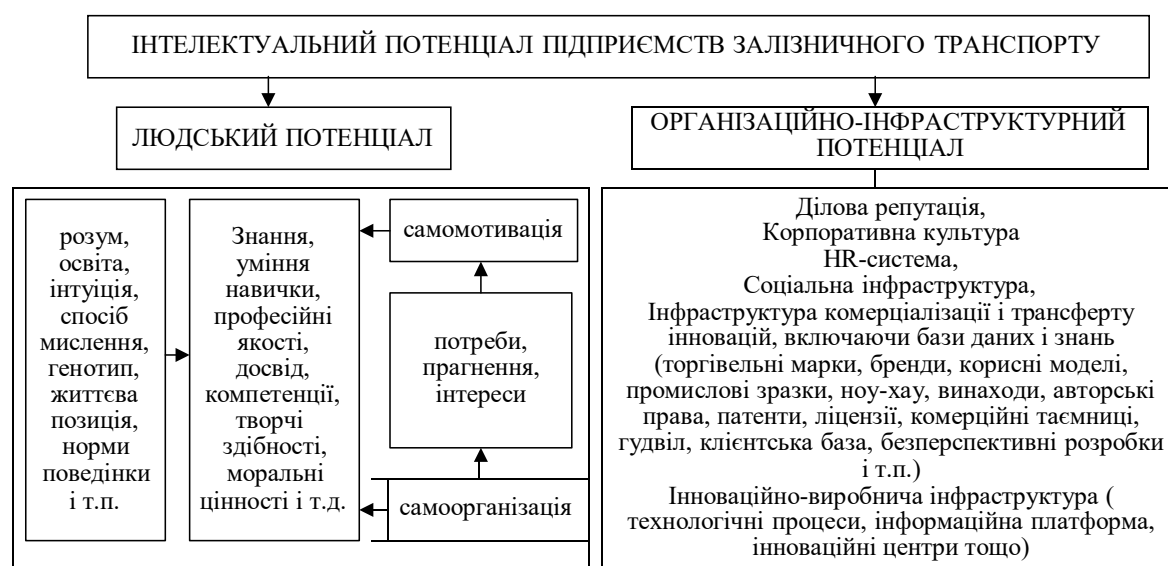 ІНТЕЛЕКТУАЛЬНИЙ ПОТЕНЦІАЛ ПІДПРИЄМСТВ ЗАЛІЗНИЧНОГО ТРАНСПОРТУ
ЛЮДСЬКИЙ ПОТЕНЦІАЛ
ОРГАНІЗАЦІЙНО-ІНФРАСТРУКТУРНИЙ
ПОТЕНЦІАЛ
розум,
освіта,
інтуіція,
спосіб
мислення,
генотип,
життєва
позиція,
норми
поведінки
і т.п.
Знання,
уміння
навички,
професійні
якості,
досвід,
компетенції,
творчі
здібності,
моральні
цінності і т.д.
самомотивація
потреби,
прагнення,
інтереси
самоорганізація
Ділова репутація,
Корпоративна культура
HR-система,
Соціальна інфраструктура,
Інфраструктура комерціалізації і трансферту
інновацій, включаючи бази даних і знань
(торгівельні марки, бренди, корисні моделі,
промислові зразки, ноу-хау, винаходи, авторські
права, патенти, ліцензії, комерційні таємниці,
гудвіл, клієнтська база, безперспективні розробки
і т.п.)
Інноваційно-виробнича інфраструктура (
технологічні процеси, інформаційна платформа,
інноваційні центри тощо)